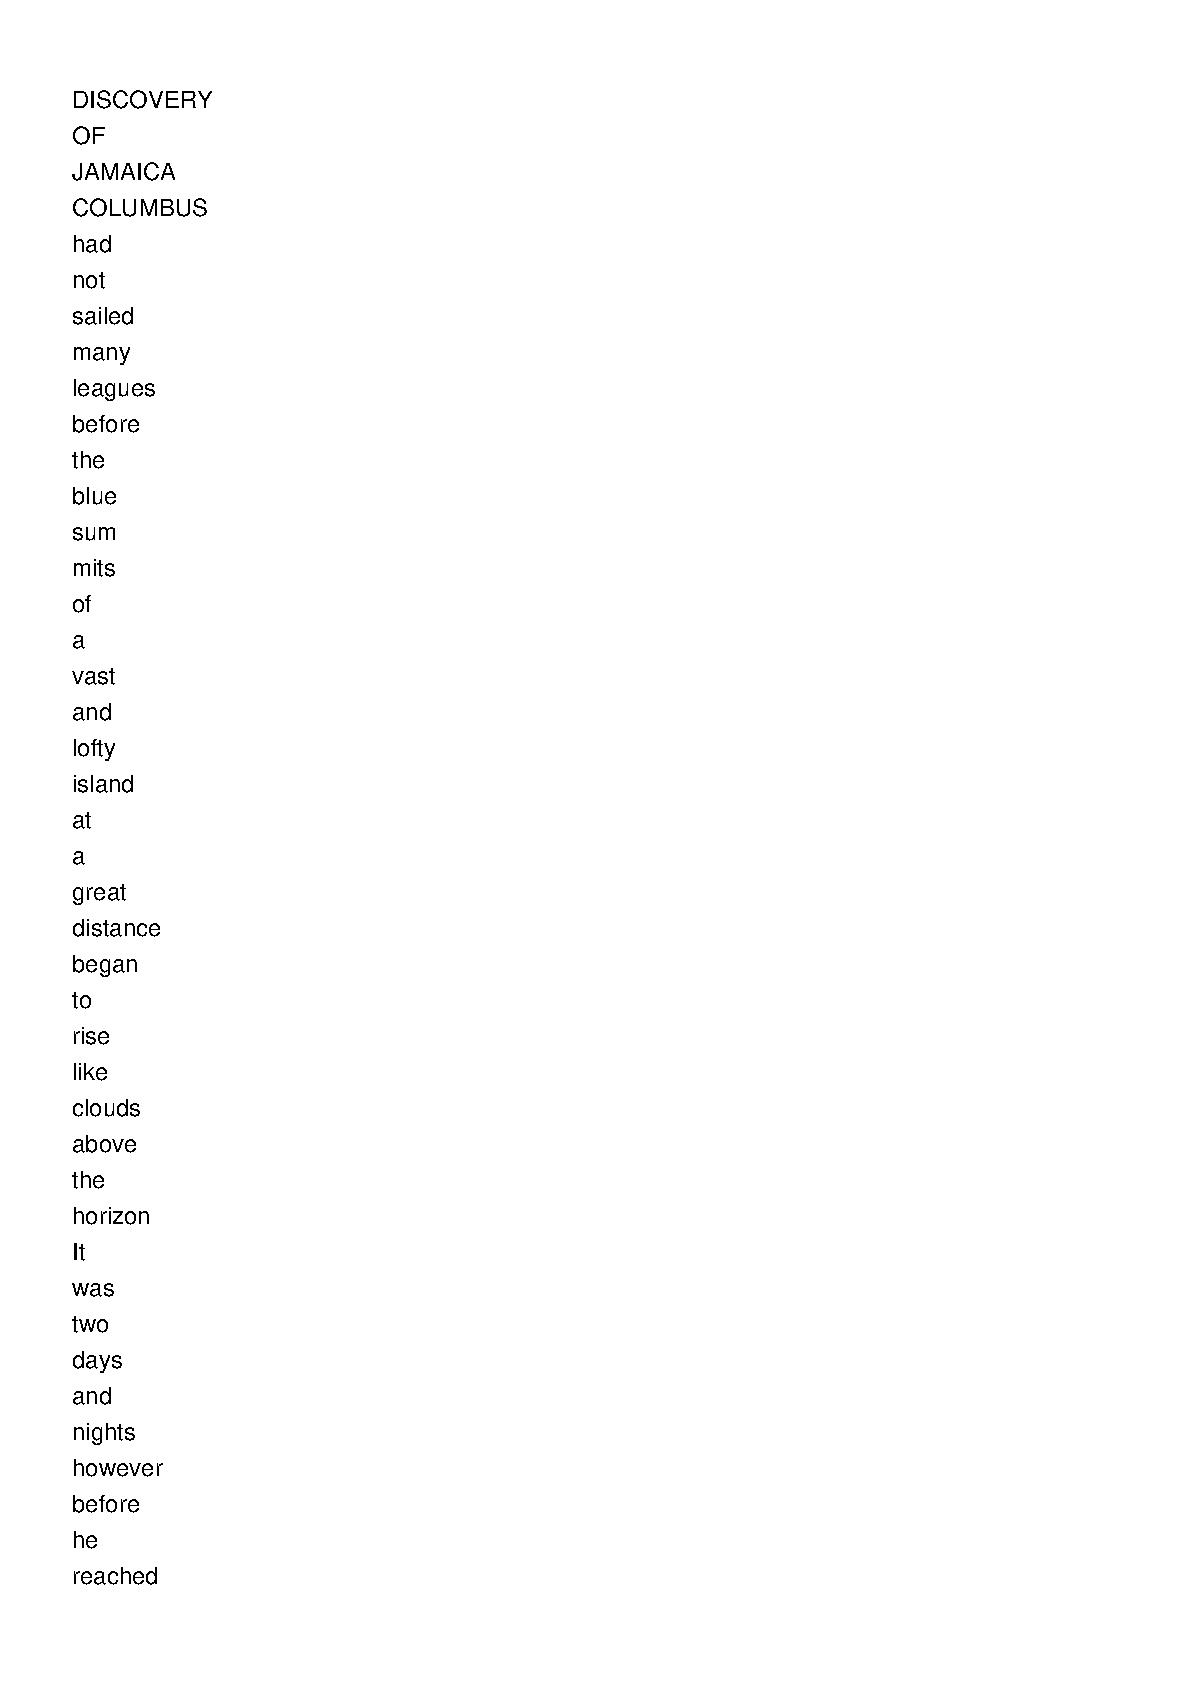 DISCOVERY
OF
JAMAICA
COLUMBUS
had
not
sailed
many
leagues
before
the
blue
sum
mits
of
a
vast
and
lofty
island
at
a
great
distance
began
to
rise
like
clouds
above
the
horizon
It
was
two
days
and
nights
however
before
he
reached